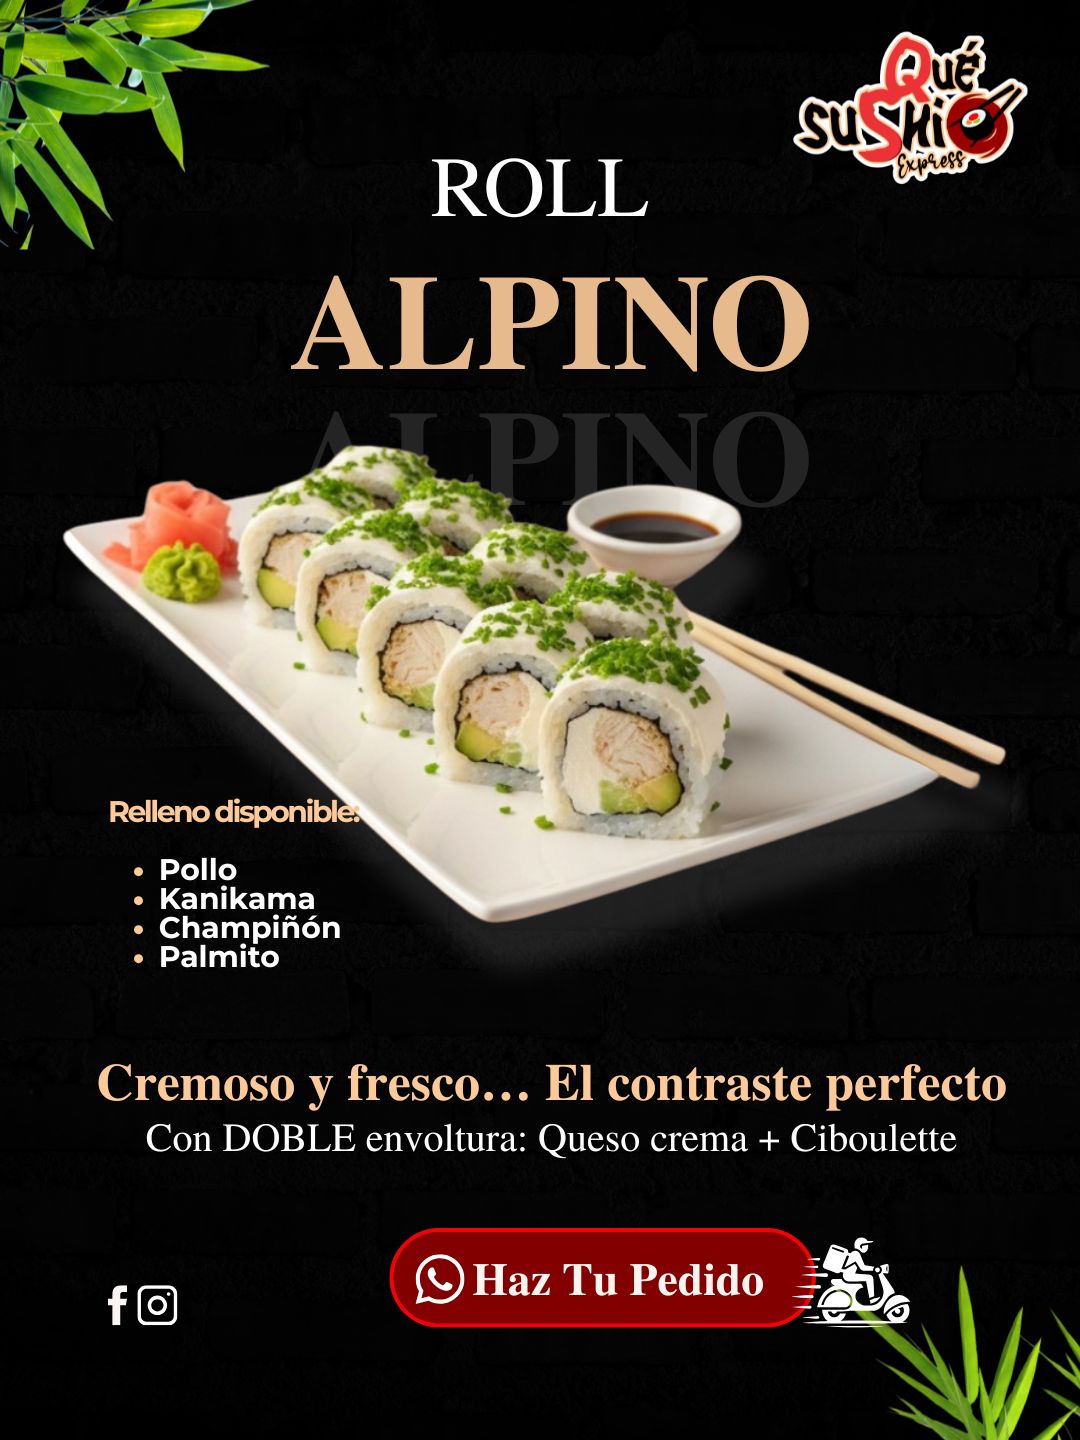 Qué
SuShi
Express
ROLL
ALPINO
ALPINO
Relleno disponible:
• Pollo
• Kanikama
• Champiñón
• Palmito
Cremoso y fresco... El contraste perfecto
Con DOBLE envoltura: Queso crema + Ciboulette
Haz Tu Pedido